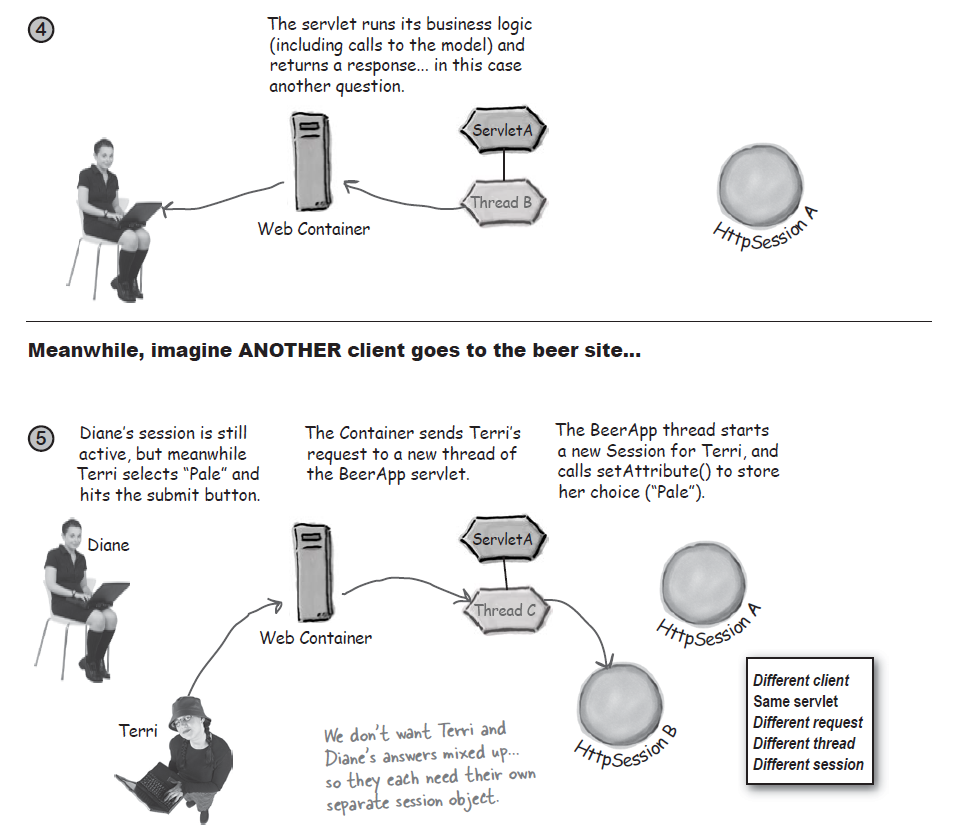 4
The servlet runs its business logic
(including calls to the model) and
returns a response... in this case
another question.
ServletA
Thread B
Web Container
HttpSession A
Meanwhile, imagine ANOTHER client goes to the beer site...
5
Diane's session is still
active, but meanwhile
Terri selects “Pale” and
hits the submit button.
The Container sends Terri's
request to a new thread of
the BeerApp servlet.
The BeerApp thread starts
a new Session for Terri, and
calls setAttribute() to store
her choice (“Pale”).
Diane
ServletA
Thread C
Web Container
HttpSession A
Terri
We don't want Terri and
Diane's answers mixed up...
so they each need their own
separate session object.
HttpSession B
Different client
Same servlet
Different request
Different thread
Different session